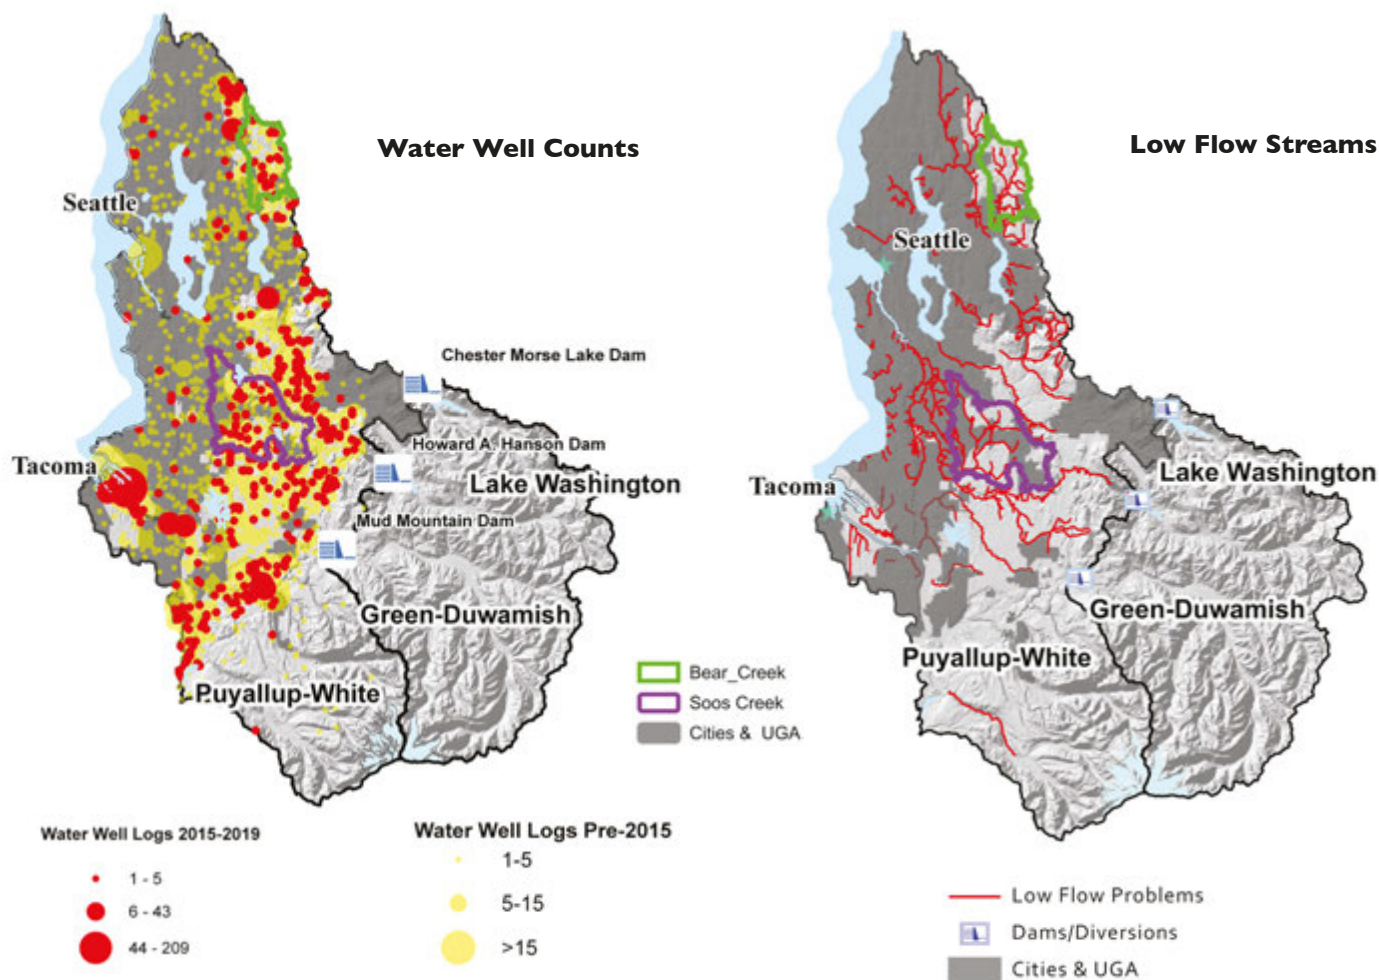 Water Well Counts
Seattle
Chester Morse Lake Dam
Howard A. Hanson Dam
Tacoma
Lake Washington
Mud Mountain Dam
Green-Duwamish
Puyallup-White
Water Well Logs 2015-2019
1 - 5
6 - 43
44 - 209
Water Well Logs Pre-2015
1-5
5-15
>15
Bear_Creek
Soos Creek
Cities & UGA
Low Flow Streams
Seattle
Lake Washington
Tacoma
Green-Duwamish
Puyallup-White
Low Flow Problems
Dams/Diversions
Cities & UGA